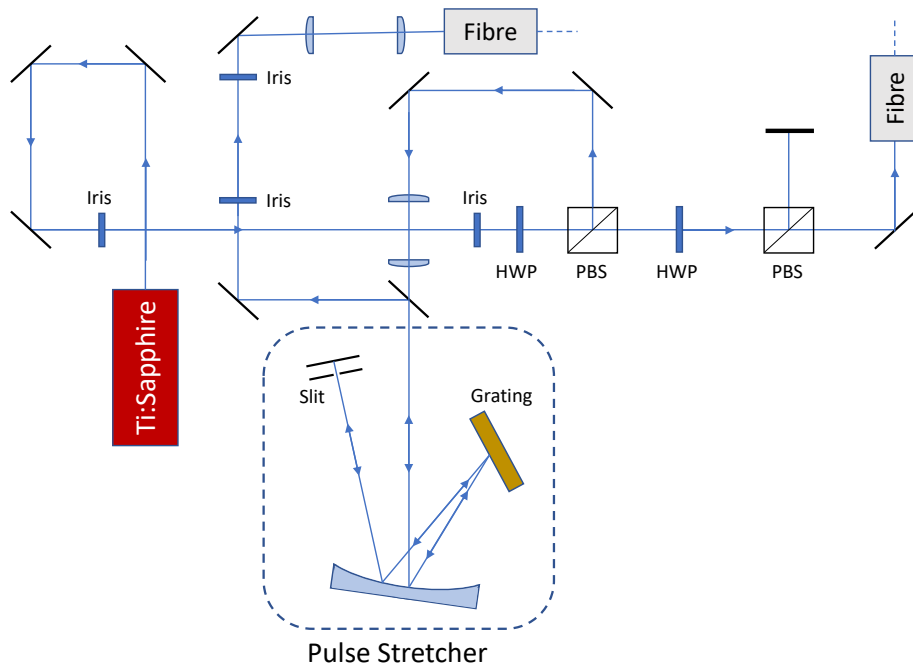 Fibre
Fibre
Iris
Iris
Iris
Iris
HWP
PBS
HWP
PBS
Ti:Sapphire
Slit
Grating
Pulse Stretcher